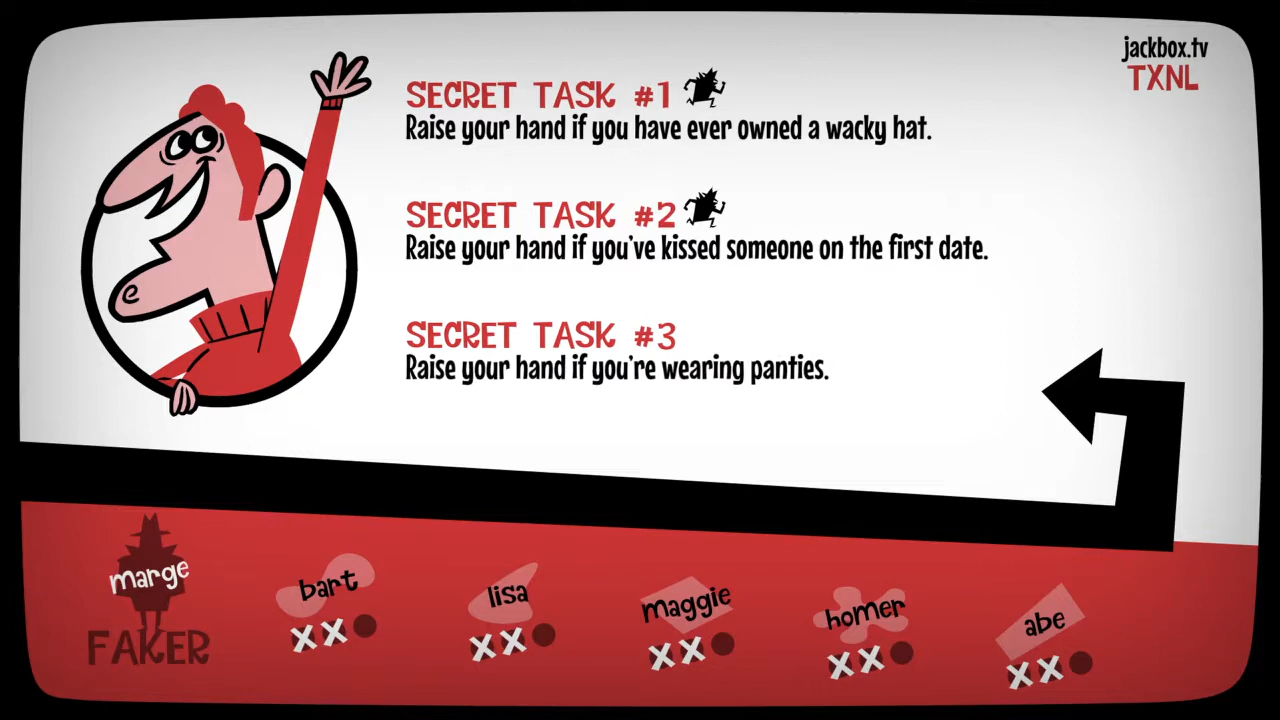 jackbox.tv
TXNL
SECRET TASK #1
Raise your hand if you have ever owned a wacky hat.
SECRET TASK #2
Raise your hand if you've kissed someone on the first date.
SECRET TASK #3
Raise your hand if you're wearing panties.
marge
FAKER
bart
X X
lisa
X X
maggie
X X
homer
X X
abe
X X